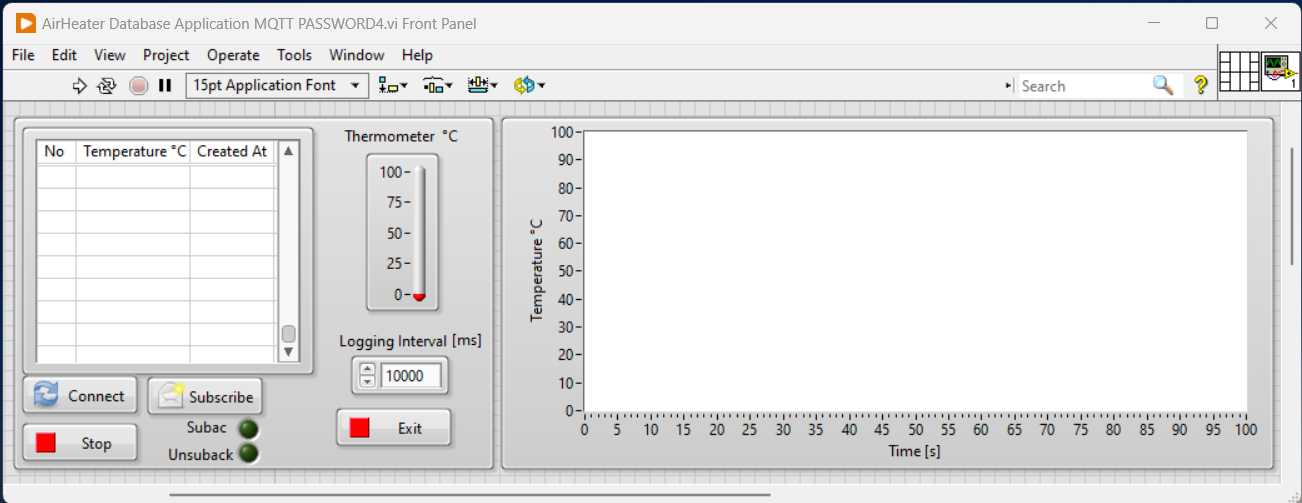 AirHeater Database Application MQTT PASSWORD4.vi Front Panel
File Edit View Project Operate Tools Window Help
15pt Application Font
Search
1
No Temperature °C Created At
Thermometer °C
100
75
50
25
0
Logging Interval [ms]
10000
Connect Subscribe
Subac
Stop
Unsuback
Exit
100
90
80
70
60
50
40
30
20
10
0
Temperature °C
0 5 10 15 20 25 30 35 40 45 50 55 60 65 70 75 80 85 90 95 100
Time [s]